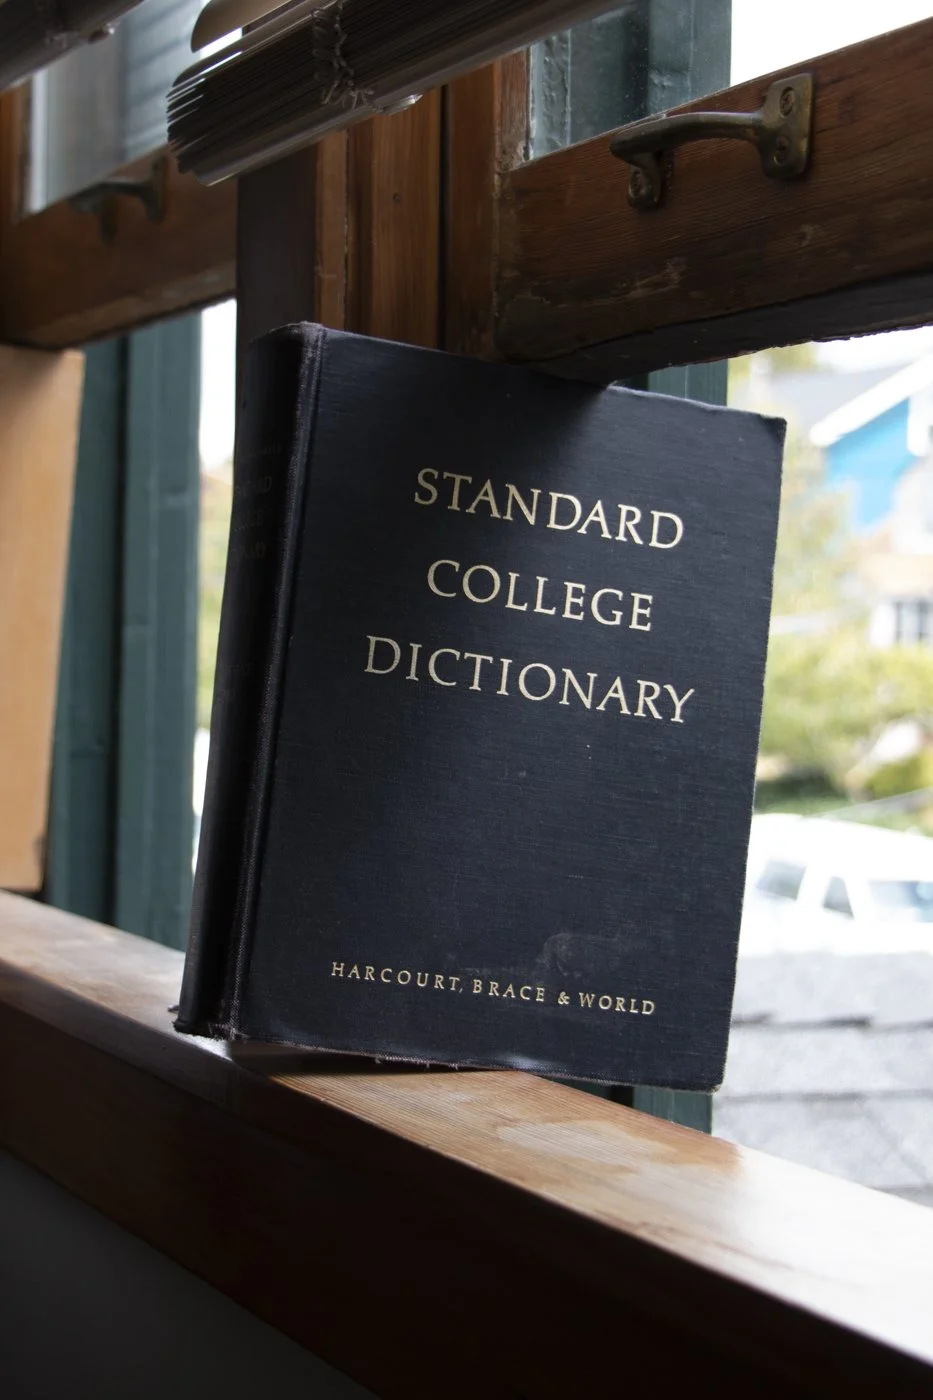 STANDARD
COLLEGE
DICTIONARY
HARCOURT, BRACE & WORLD